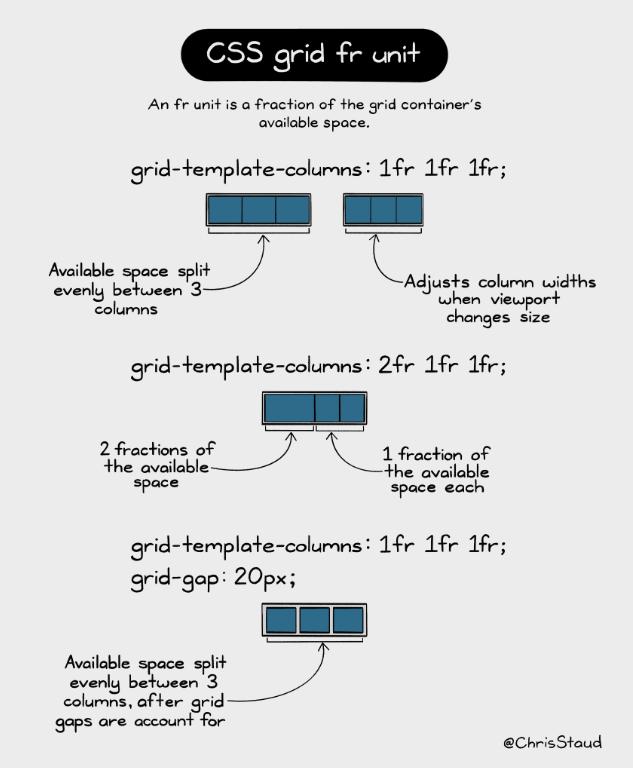 CSS grid fr unit
An fr unit is a fraction of the grid container's
available space.
grid-template-columns: 1fr 1fr 1fr;
Available space split
evenly between 3
columns
Adjusts column widths
when viewport
changes size
grid-template-columns: 2fr 1fr 1fr;
2 fractions of
the available
space
1 fraction of
the available
space each
grid-template-columns: 1fr 1fr 1fr;
grid-gap: 20px;
Available space split
evenly between 3
columns, after grid
gaps are account for
@ChrisStaud